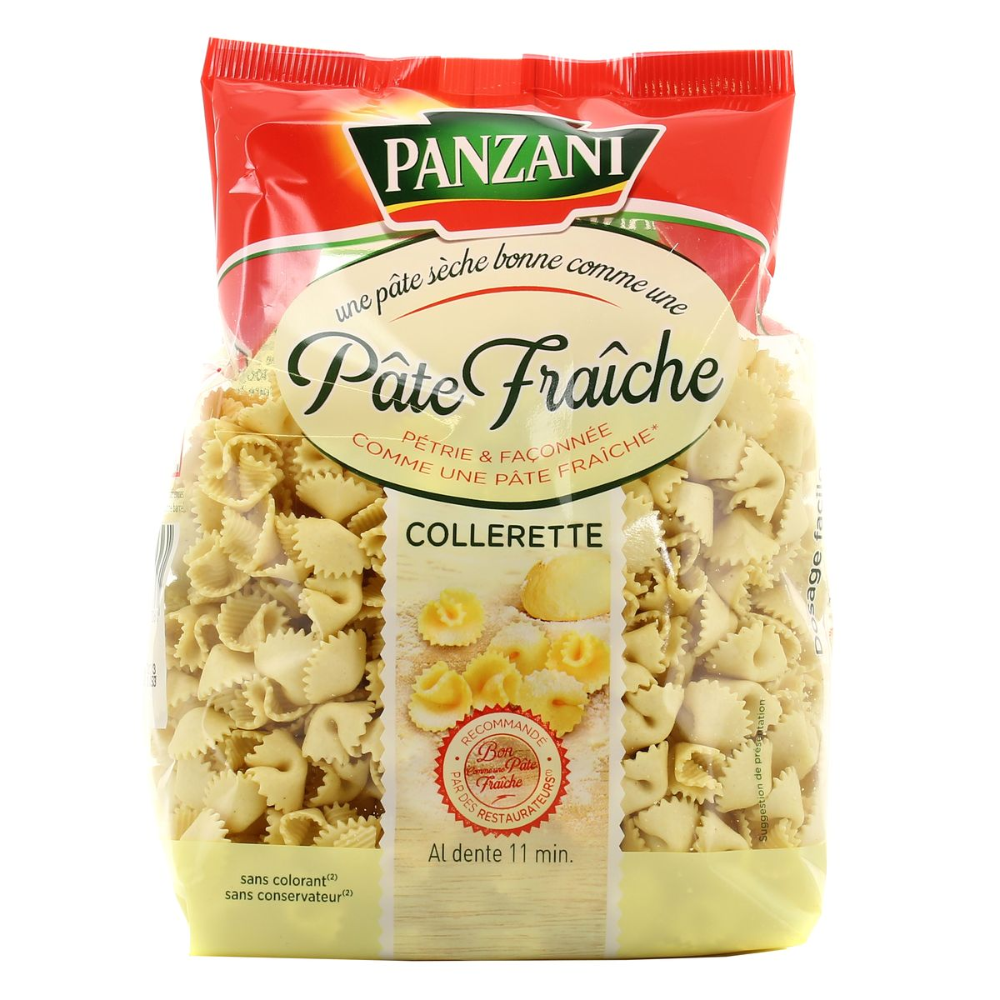 PANZANI
une pâte sèche bonne comme une
Pâte Fraîche
PÉTRIE & FAÇONNÉE
COMME UNE PÂTE FRAÎCHE*
COLLERETTE
RECOMMANDÉ
PAR DES RESTAURATEURS(1)
Bon
Comme une Pâte
Fraîche
Al dente 11 min.
sans colorant(2)
sans conservateur(2)
Dosage facile
Suggestion de présentation